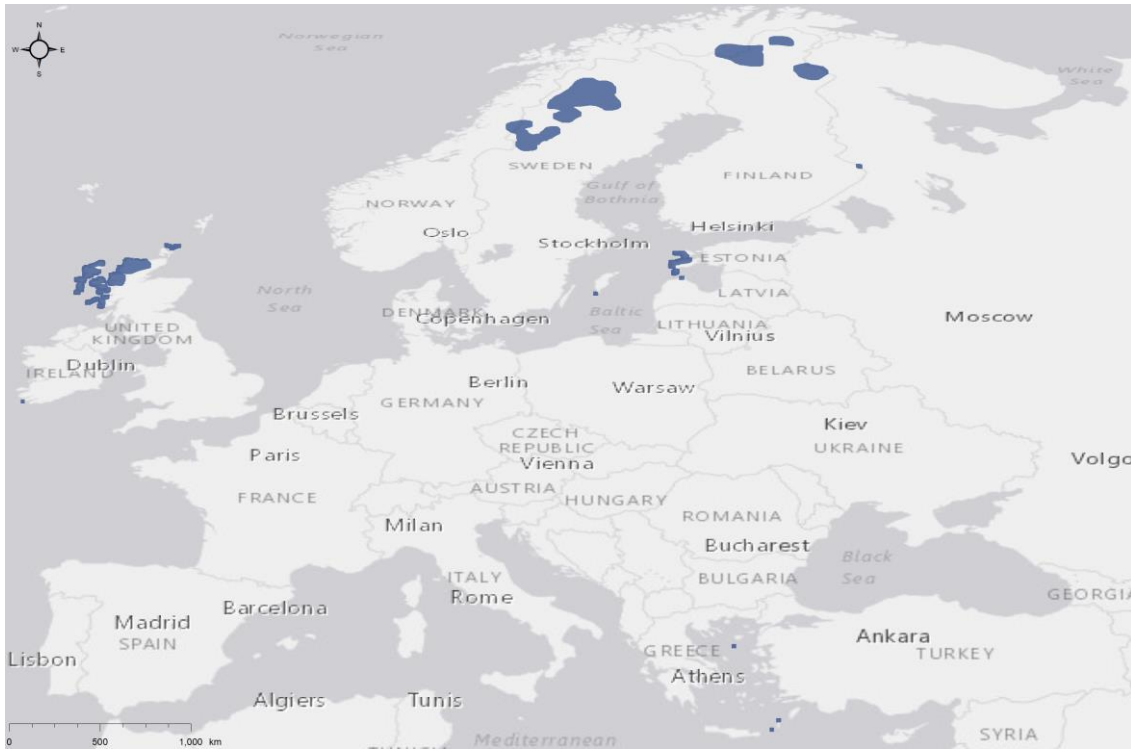 N
W E
S
Norwegian
Sea
White
Sea
SWEDEN
FINLAND
Gulf of
Bothnia
NORWAY
Oslo
Helsinki
Stockholm
ESTONIA
North
Sea
LATVIA
DENMARK
Copenhagen
Baltic
Sea
LITHUANIA
Vilnius
Moscow
UNITED
KINGDOM
Dublin
IRELAND
BELARUS
Berlin
Warsaw
GERMANY
Brussels
Kiev
UKRAINE
CZECH
REPUBLIC
Paris
Vienna
Volgo
AUSTRIA
FRANCE
HUNGARY
ROMANIA
Milan
Bucharest
Black
Sea
ITALY
Rome
BULGARIA
GEORGIA
Barcelona
Madrid
SPAIN
Ankara
TURKEY
GREECE
Lisbon
Athens
Algiers
Tunis
SYRIA
Mediterranean
0 500 1,000 km